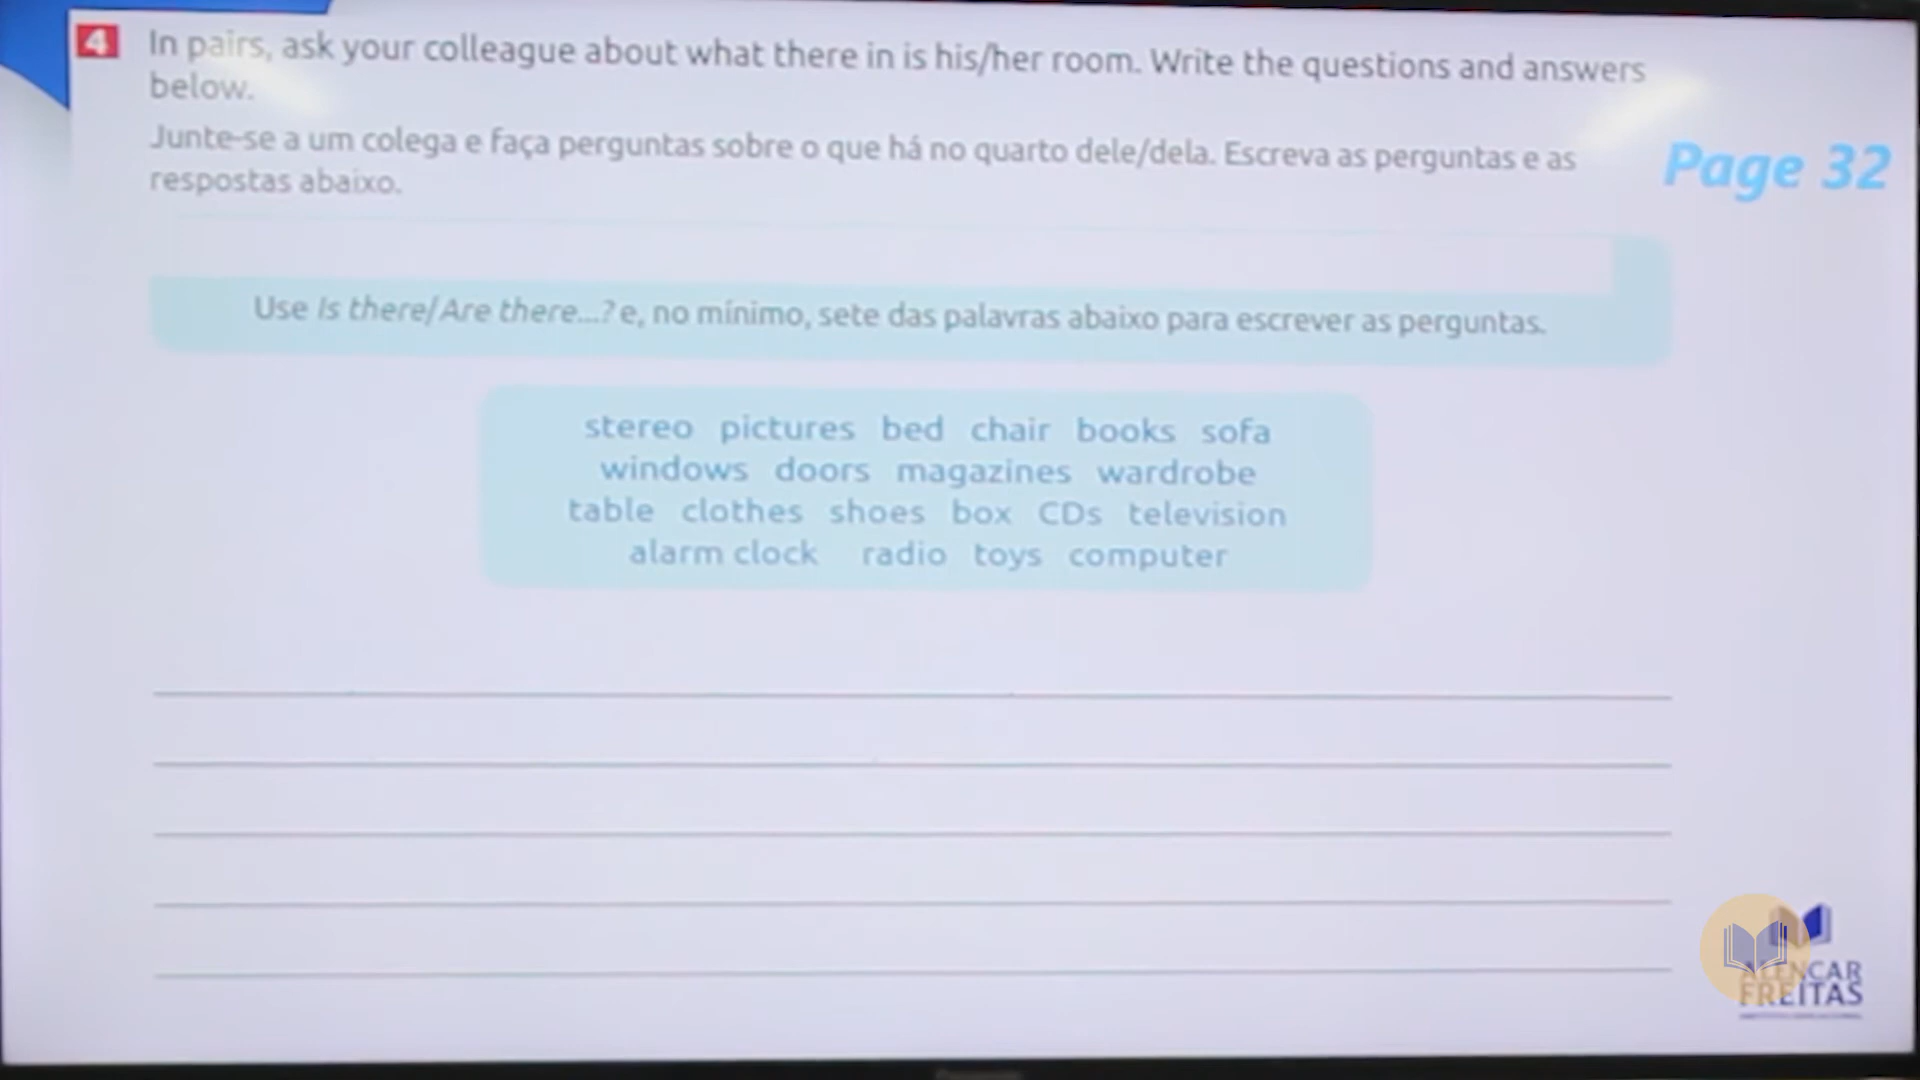 4 In pairs, ask your colleague about what there in is his/her room. Write the questions and answers
below.
Junte-se a um colega e faça perguntas sobre o que há no quarto dele/dela. Escreva as perguntas e as
respostas abaixo.
Page 32
Use Is there/Are there...? e, no mínimo, sete das palavras abaixo para escrever as perguntas.
stereo pictures bed chair books sofa
windows doors magazines wardrobe
table clothes shoes box CDs television
alarm clock radio toys computer
ALENCAR
FREITAS